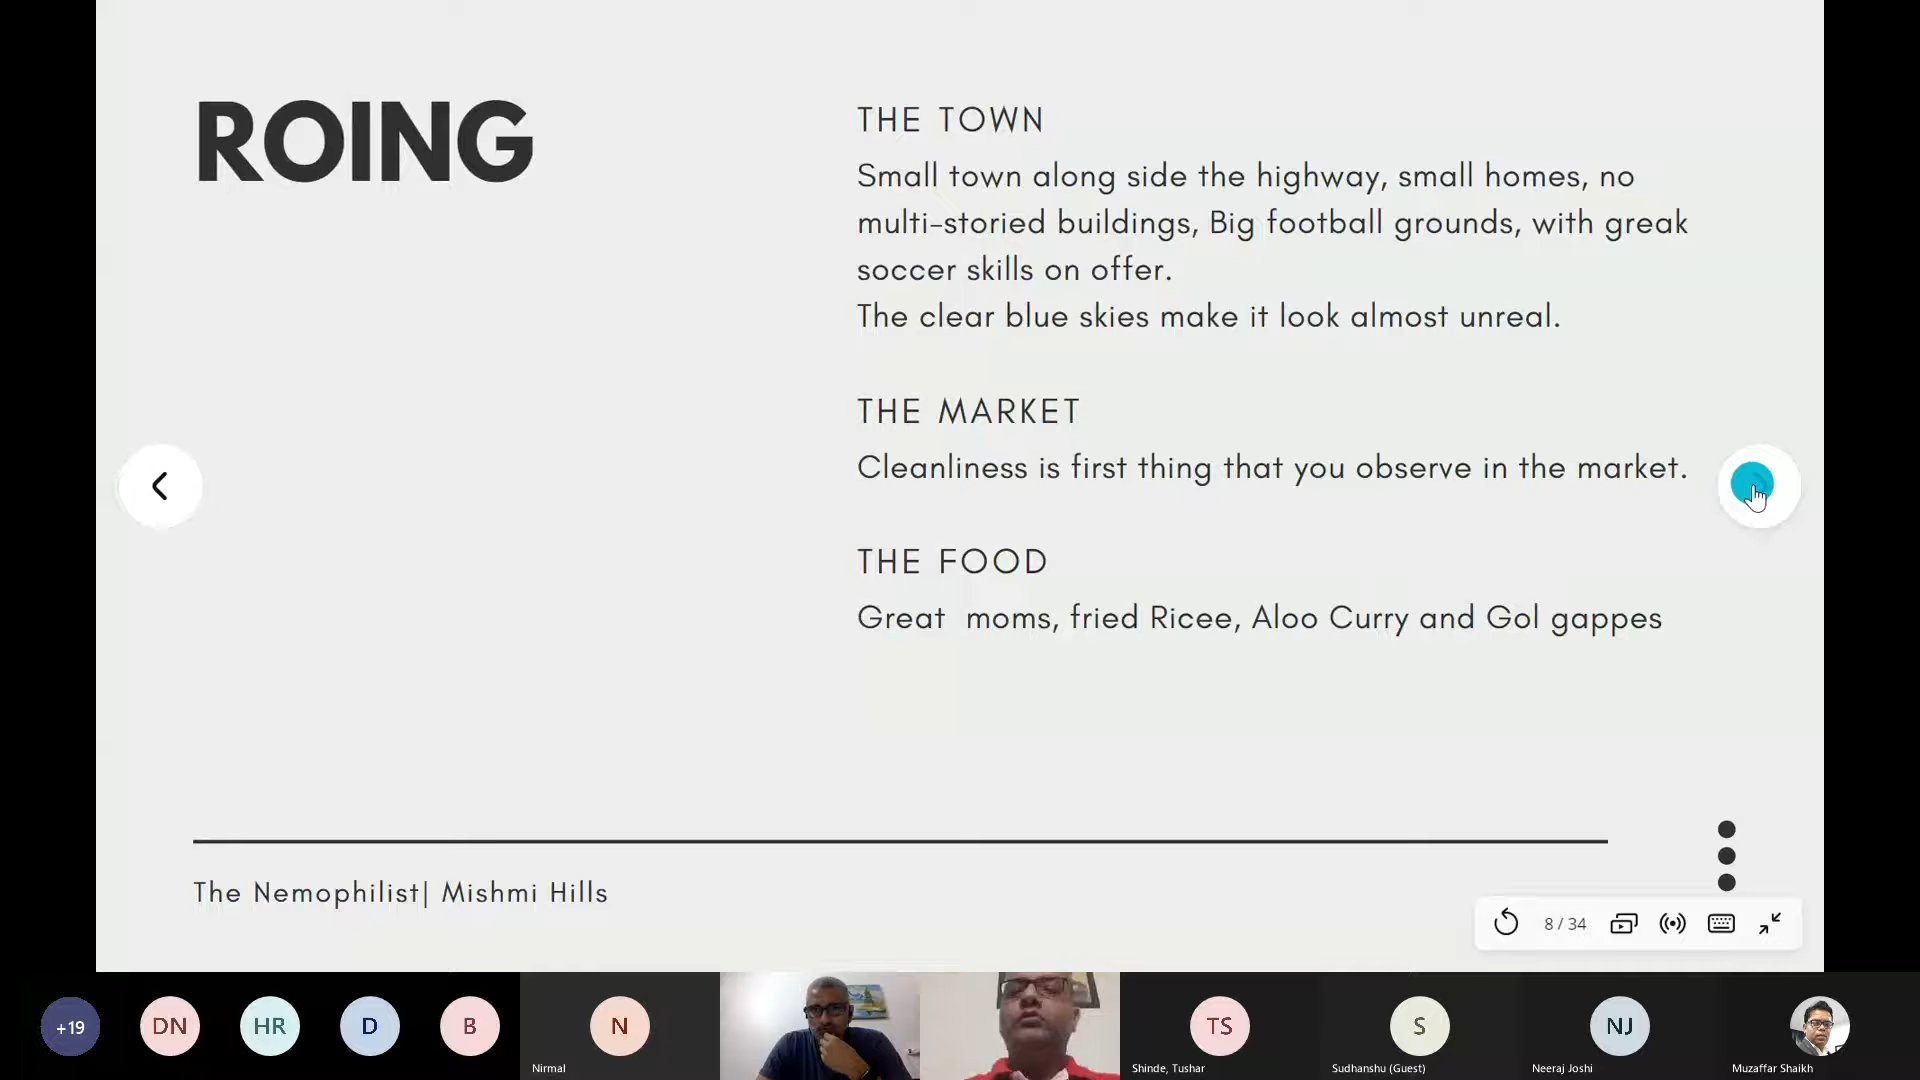 ROING
THE TOWN
Small town along side the highway, small homes, no
multi-storied buildings, Big football grounds, with greak
soccer skills on offer.
The clear blue skies make it look almost unreal.
THE MARKET
Cleanliness is first thing that you observe in the market.
THE FOOD
Great moms, fried Ricee, Aloo Curry and Gol gappes
The Nemophilist| Mishmi Hills
8 / 34
+19
DN
HR
D
B
N
Nirmal
TS
Shinde, Tushar
S
Sudhanshu (Guest)
NJ
Neeraj Joshi
Muzaffar Shaikh